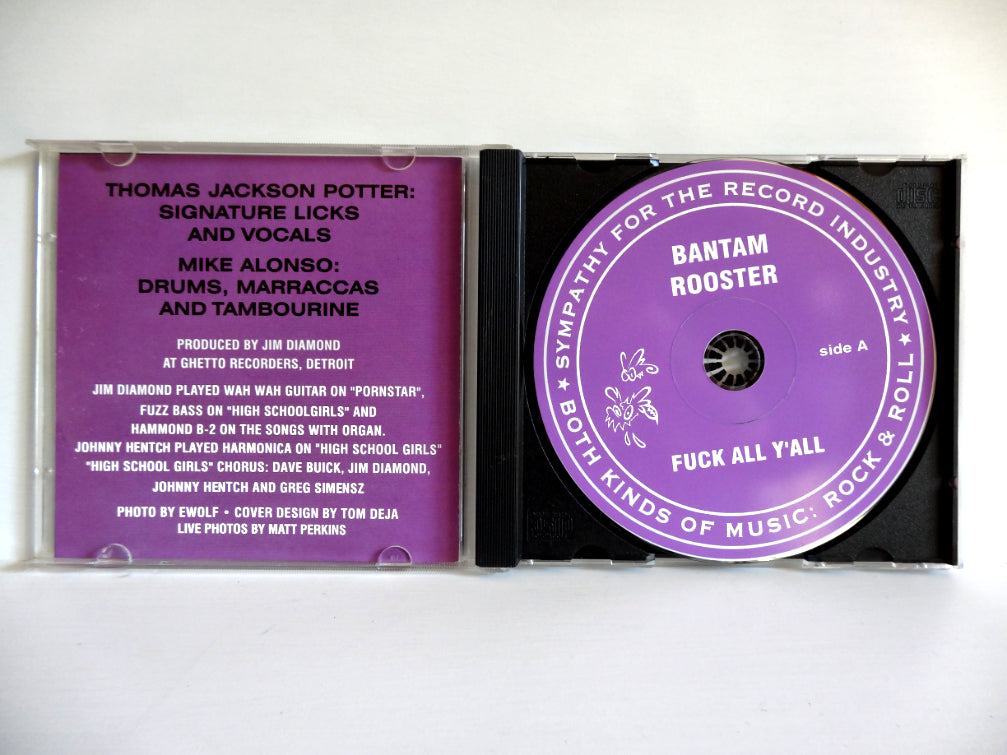 THOMAS JACKSON POTTER:
SIGNATURE LICKS
AND VOCALS
MIKE ALONSO:
DRUMS, MARRACCAS
AND TAMBOURINE
PRODUCED BY JIM DIAMOND
AT GHETTO RECORDERS, DETROIT
JIM DIAMOND PLAYED WAH WAH GUITAR ON "PORNSTAR",
FUZZ BASS ON "HIGH SCHOOLGIRLS" AND
HAMMOND B-2 ON THE SONGS WITH ORGAN.
JOHNNY HENTCH PLAYED HARMONICA ON "HIGH SCHOOL GIRLS"
"HIGH SCHOOL GIRLS" CHORUS: DAVE BUICK, JIM DIAMOND,
JOHNNY HENTCH AND GREG SIMENSZ
PHOTO BY EWOLF • COVER DESIGN BY TOM DEJA
LIVE PHOTOS BY MATT PERKINS
★ SYMPATHY FOR THE RECORD INDUSTRY ★
BANTAM
ROOSTER
side A
FUCK ALL Y'ALL
BOTH KINDS OF MUSIC: ROCK & ROLL
DISC